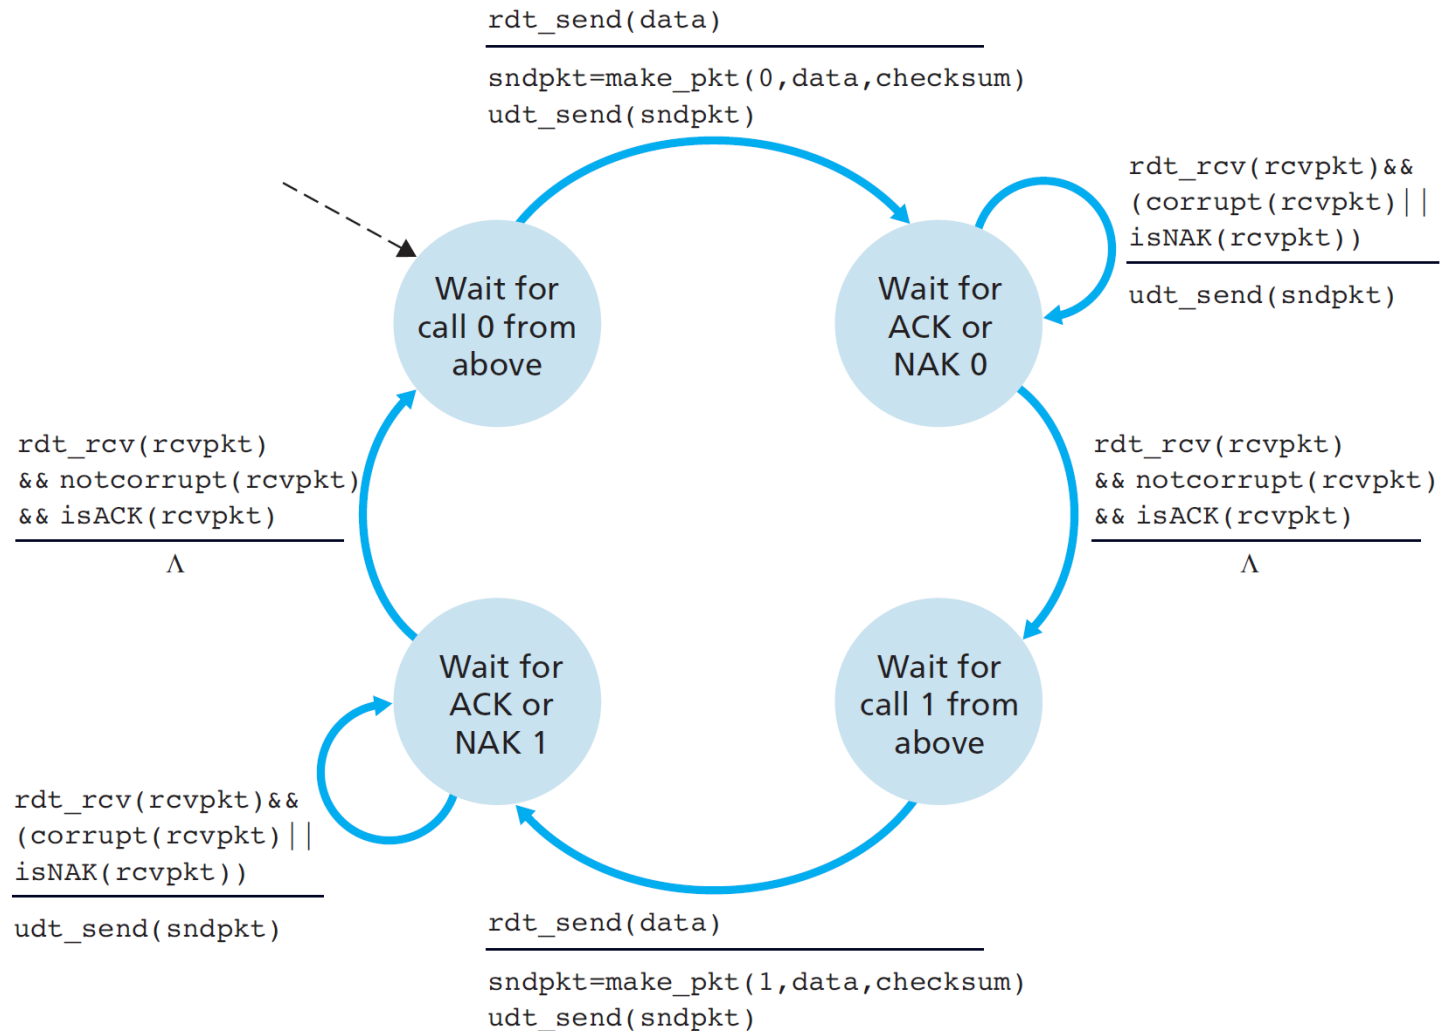 rdt_send(data)
sndpkt=make_pkt(0,data,checksum)
udt_send(sndpkt)
rdt_rcv(rcvpkt)&&
(corrupt(rcvpkt)||
isNAK(rcvpkt))
udt_send(sndpkt)
Wait for
call 0 from
above
Wait for
ACK or
NAK 0
rdt_rcv(rcvpkt)
&& notcorrupt(rcvpkt)
&& isACK(rcvpkt)
Λ
rdt_rcv(rcvpkt)
&& notcorrupt(rcvpkt)
&& isACK(rcvpkt)
Λ
Wait for
ACK or
NAK 1
Wait for
call 1 from
above
rdt_rcv(rcvpkt)&&
(corrupt(rcvpkt)||
isNAK(rcvpkt))
udt_send(sndpkt)
rdt_send(data)
sndpkt=make_pkt(1,data,checksum)
udt_send(sndpkt)